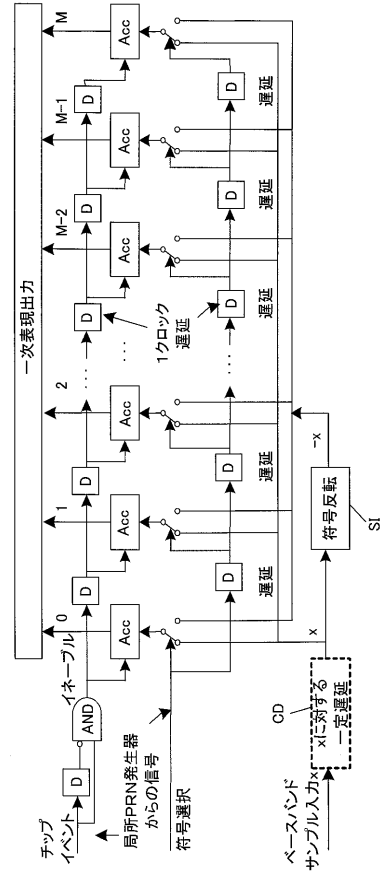 一次表現出力
0
1
2
M-2
M-1
M
イネーブル
チップ
イベント
D
AND
D
D
...
D
D
D
Acc
Acc
Acc
...
Acc
Acc
Acc
1クロック
遅延
局所PRN発生器
からの信号
符号選択
D
D
...
D
D
D
遅延
遅延
遅延
遅延
ベースバンド
サンプル入力x
CD
xに対する
一定遅延
x
符号反転
SI
-x